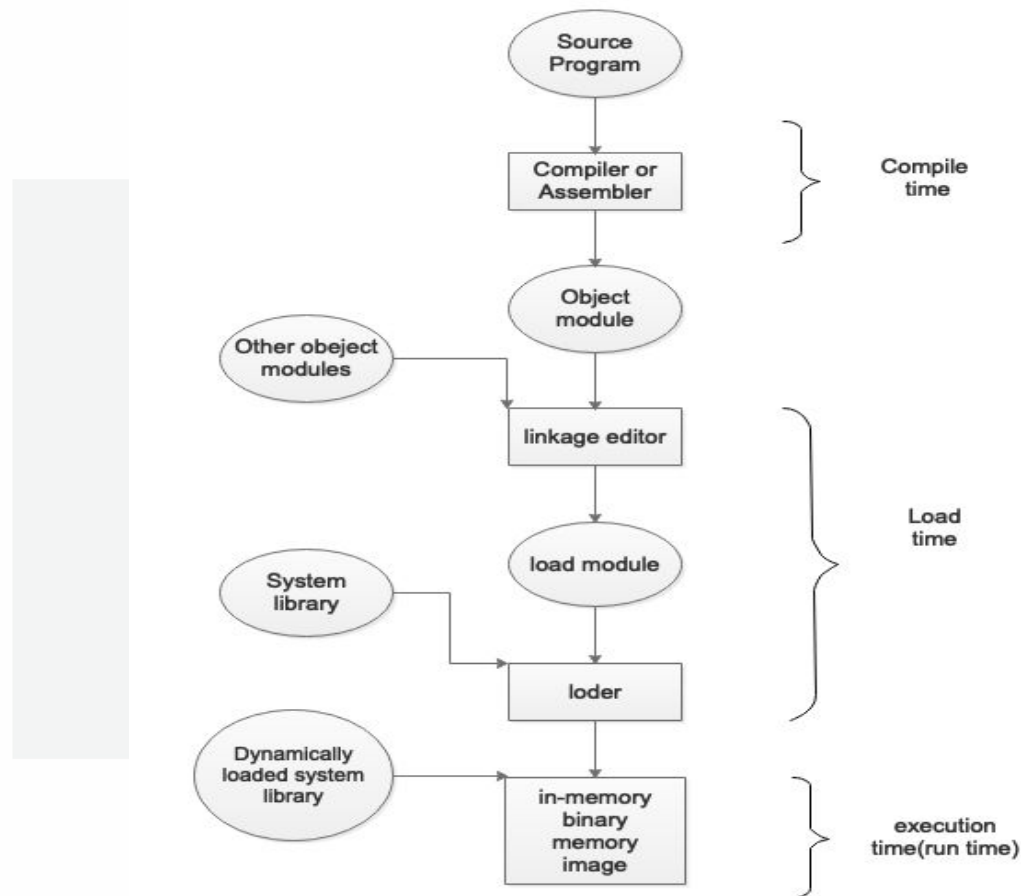 Source
Program
Compiler or
Assembler
Compile
time
Object
module
Other obeject
modules
linkage editor
Load
time
load module
System
library
loder
Dynamically
loaded system
library
in-memory
binary
memory
image
execution
time(run time)